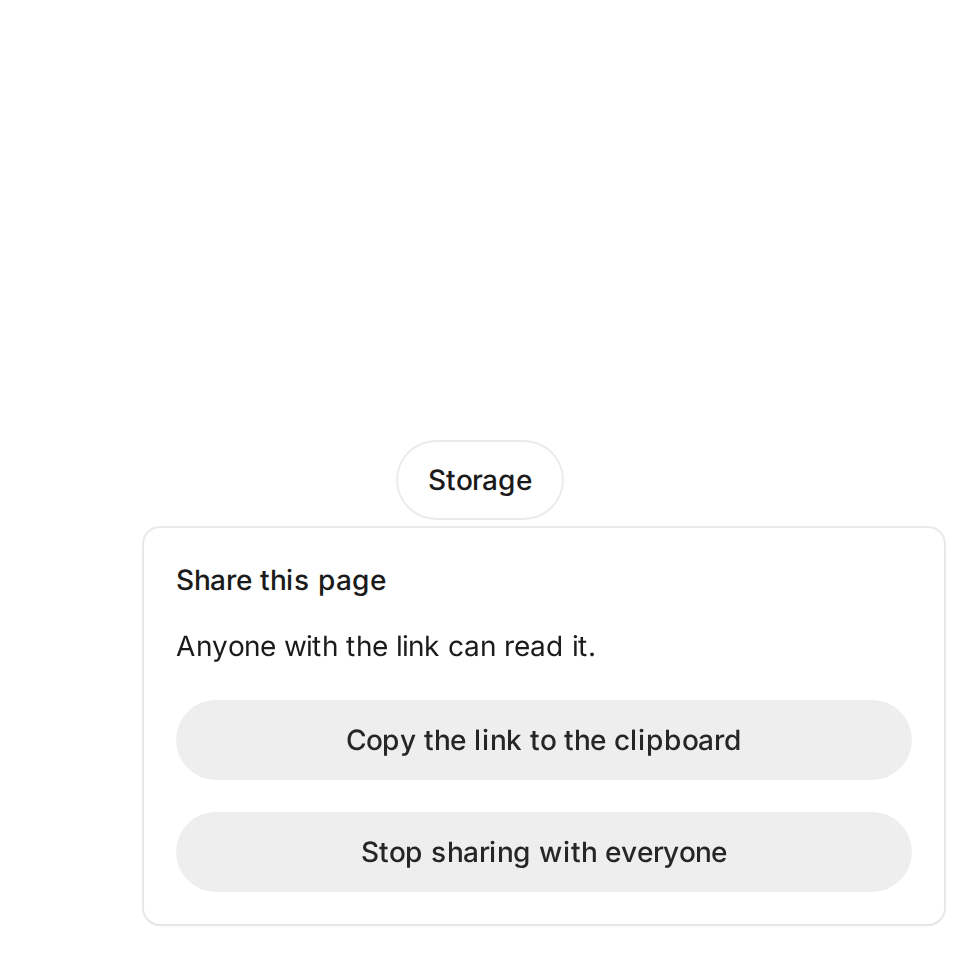 Storage
Share this page
Anyone with the link can read it.
Copy the link to the clipboard
Stop sharing with everyone